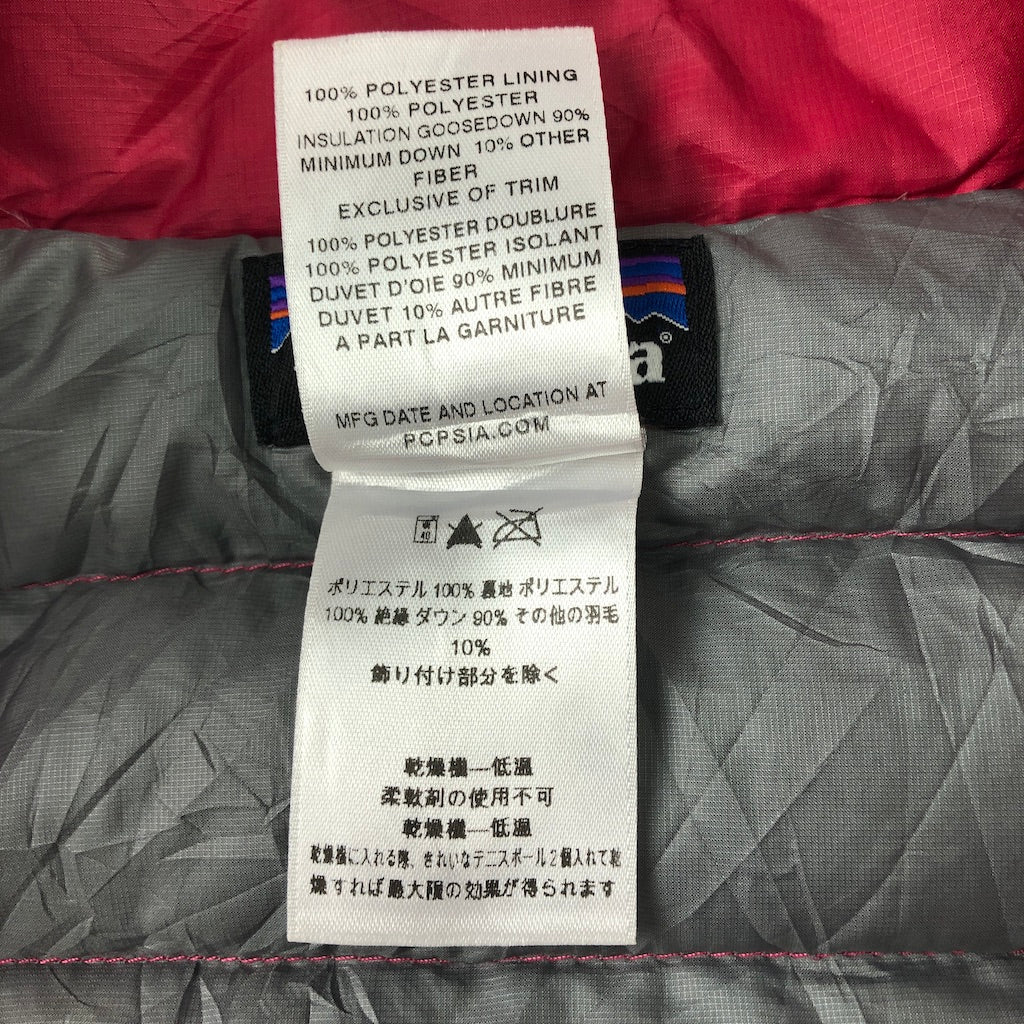 100% POLYESTER LINING
100% POLYESTER
INSULATION GOOSEDOWN 90%
MINIMUM DOWN 10% OTHER
FIBER
EXCLUSIVE OF TRIM
100% POLYESTER DOUBLURE
100% POLYESTER ISOLANT
DUVET D'OIE 90% MINIMUM
DUVET 10% AUTRE FIBRE
A PART LA GARNITURE
a®
MFG DATE AND LOCATION AT
PCPSIA.COM
40
ポリエステル 100% 裏地 ポリエステル
100% 絶縁 ダウン 90% その他の羽毛
10%
飾り付け部分を除く
乾燥機—低温
柔軟剤の使用不可
乾燥機—低温
乾燥機に入れる際、きれいなテニスボール2個入れて乾
燥すれば最大限の効果が得られます